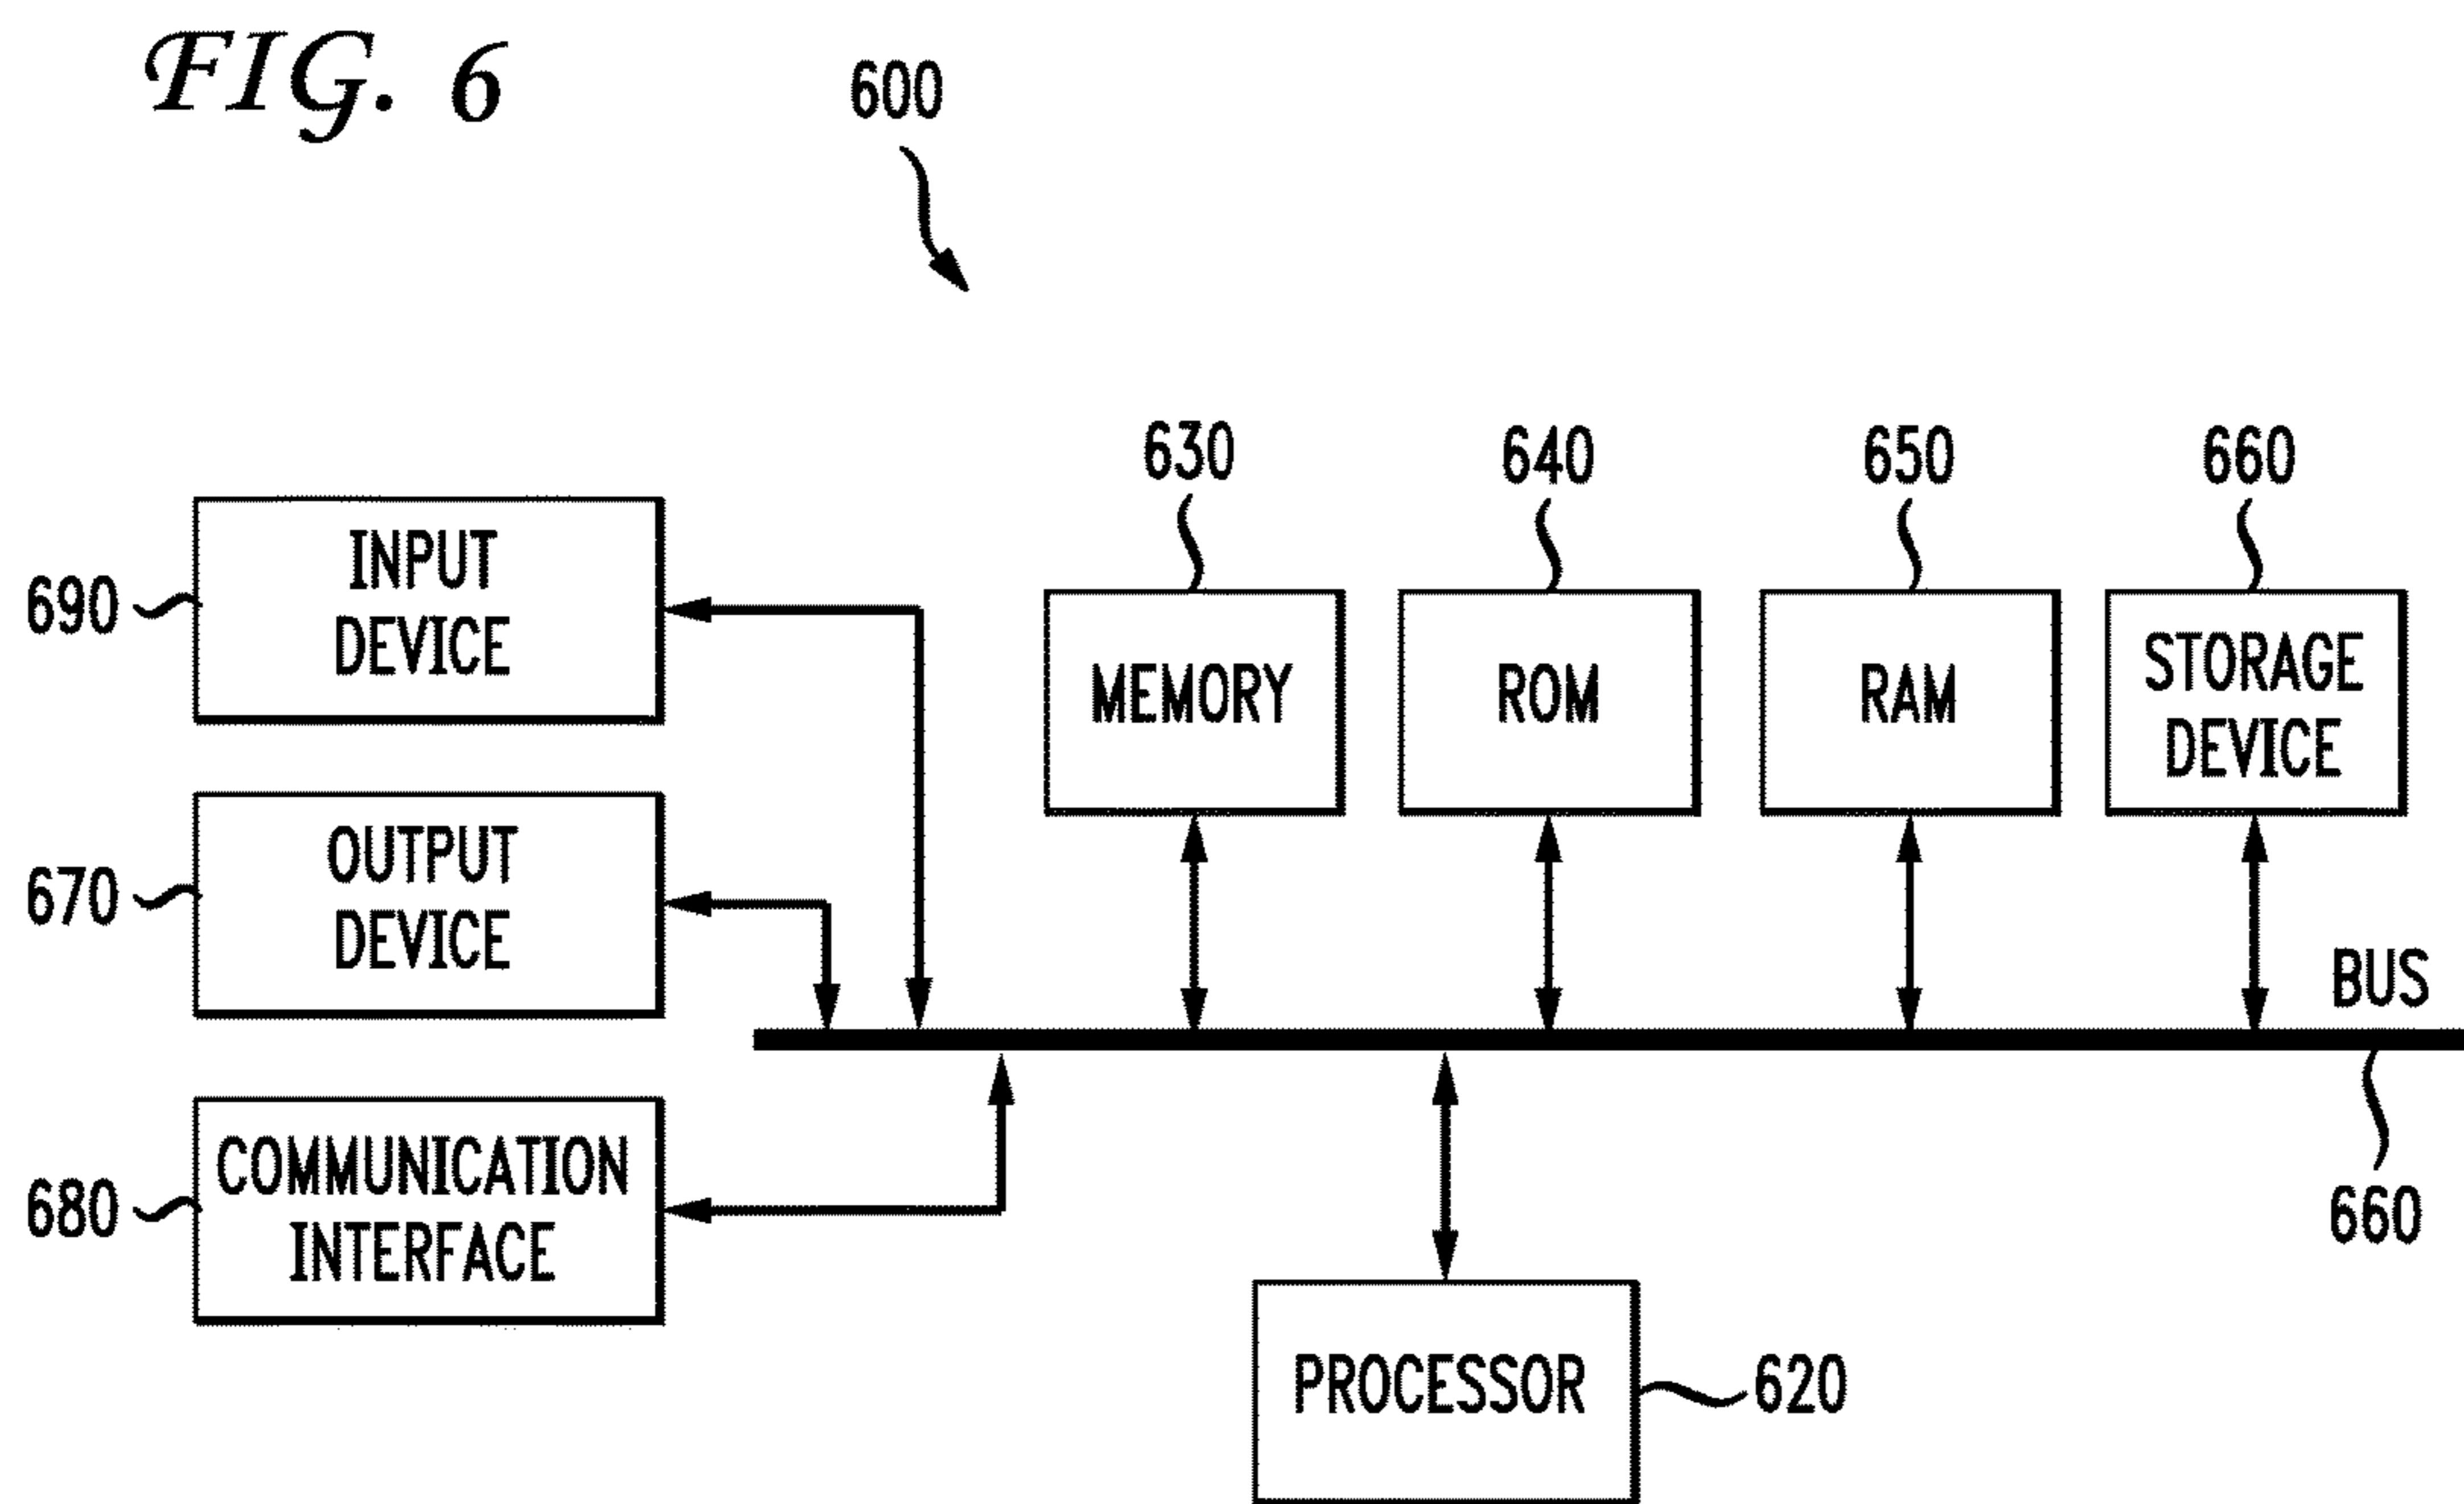 FIG. 6
600
630
640
650
660
690
INPUT
DEVICE
MEMORY
ROM
RAM
STORAGE
DEVICE
670
OUTPUT
DEVICE
BUS
680
COMMUNICATION
INTERFACE
660
PROCESSOR
620